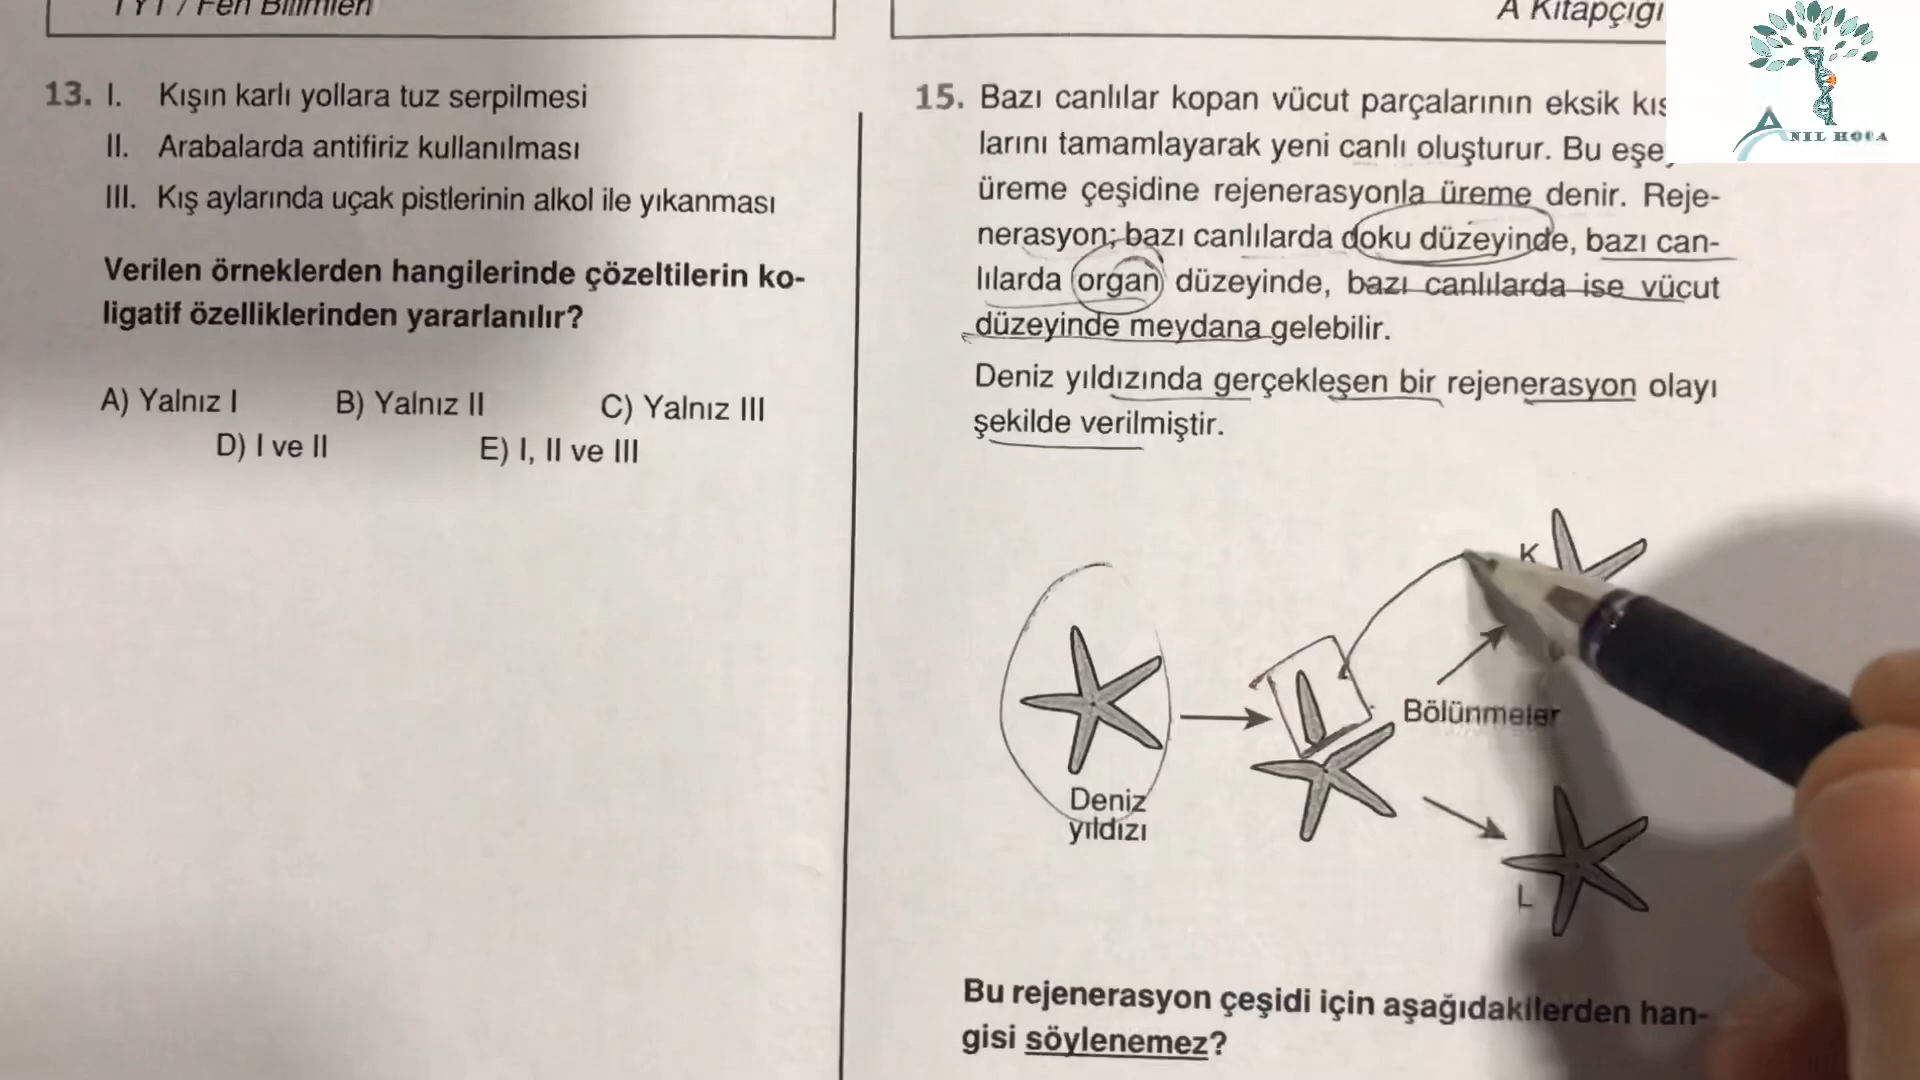 TYT / Fen Bilimleri
13. I. Kışın karlı yollara tuz serpilmesi
II. Arabalarda antifiriz kullanılması
III. Kış aylarında uçak pistlerinin alkol ile yıkanması
Verilen örneklerden hangilerinde çözeltilerin ko-
ligatif özelliklerinden yararlanılır?
A) Yalnız I B) Yalnız II C) Yalnız III
D) I ve II E) I, II ve III
A Kitapçığı
ANIL HOCA
15. Bazı canlılar kopan vücut parçalarının eksik
larını tamamlayarak yeni canlı oluşturur. Bu
üreme çeşidine rejenerasyonla üreme denir. Reje-
nerasyon; bazı canlılarda doku düzeyinde, bazı can-
lılarda organ düzeyinde, bazı canlılarda ise vücut
düzeyinde meydana gelebilir.
Deniz yıldızında gerçekleşen bir rejenerasyon olayı
şekilde verilmiştir.
K
Bölünmeler
Deniz
yıldızı
L
Bu rejenerasyon çeşidi için aşağıdakilerden han-
gisi söylenemez?